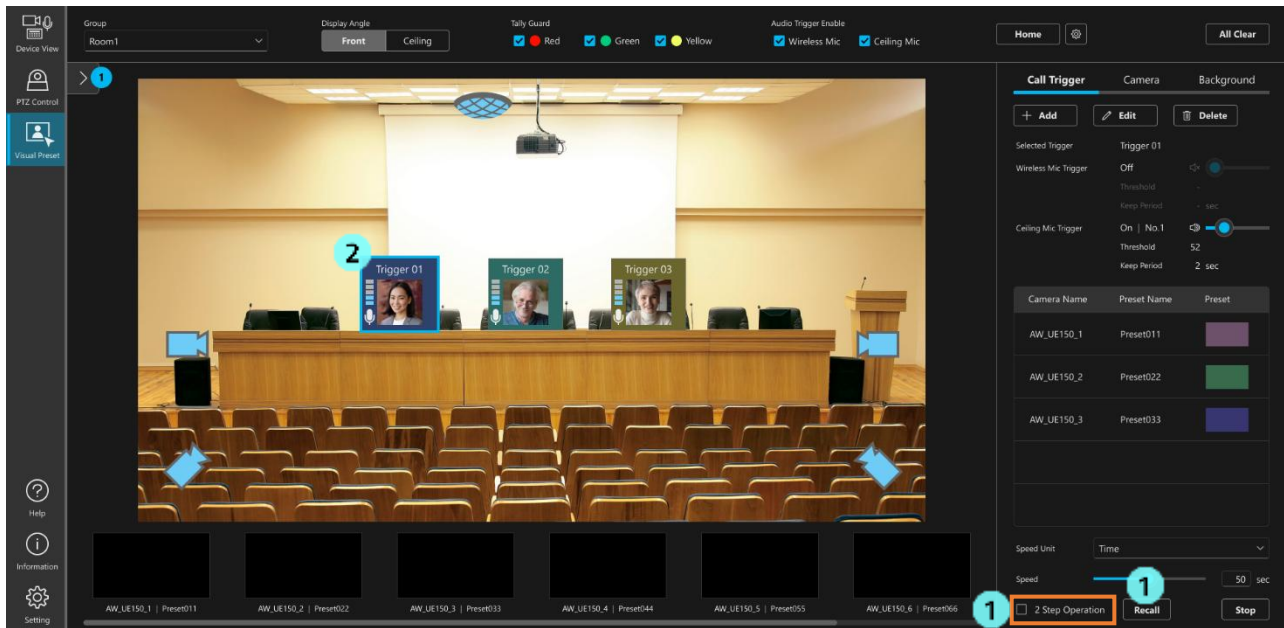 Group
Display Angle
Tally Guard
Audio Trigger Enable
Device View
Room1
Front
Ceiling
Red
Green
Yellow
Wireless Mic
Ceiling Mic
Home
All Clear
1
PTZ Control
Visual Preset
Call Trigger
Camera
Background
Add
Edit
Delete
Selected Trigger
Trigger 01
Wireless Mic Trigger
Off
Threshold
-
Keep Period
- sec
Ceiling Mic Trigger
On | No.1
Threshold
52
Keep Period
2 sec
2
Trigger 01
Trigger 02
Trigger 03
Camera Name
Preset Name
Preset
AW_UE150_1
Preset011
AW_UE150_2
Preset022
AW_UE150_3
Preset033
Help
Information
Setting
Speed Unit
Time
Speed
50 sec
1
1
2 Step Operation
Recall
Stop
AW_UE150_1 | Preset011
AW_UE150_2 | Preset022
AW_UE150_3 | Preset033
AW_UE150_4 | Preset044
AW_UE150_5 | Preset055
AW_UE150_6 | Preset066